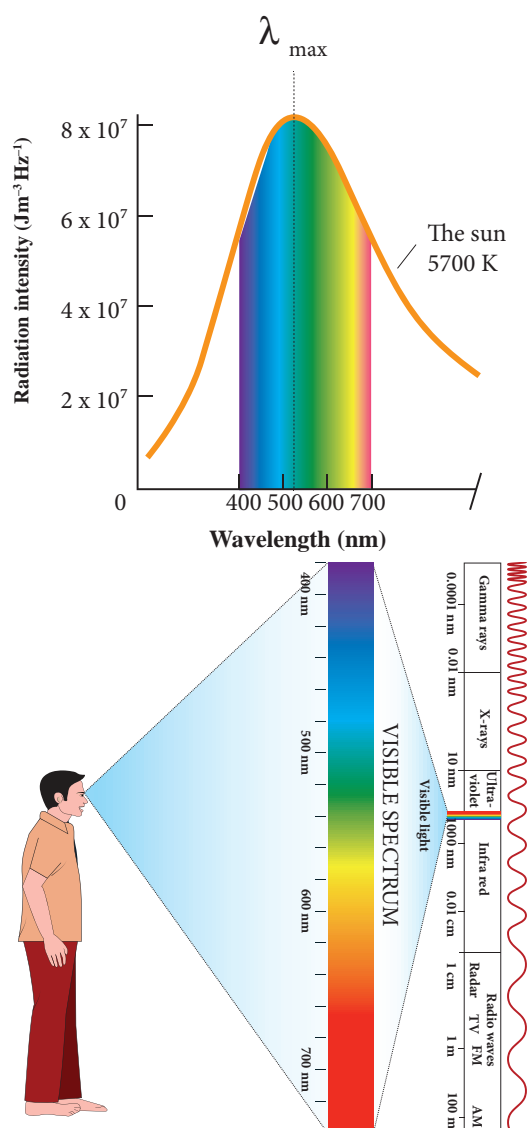 λ max
Radiation intensity (Jm⁻³ Hz⁻¹)
8 x 10⁷
6 x 10⁷
4 x 10⁷
2 x 10⁷
0
The sun
5700 K
400 500 600 700
Wavelength (nm)
400 nm
500 nm
600 nm
700 nm
VISIBLE SPECTRUM
Visible light
0.0001 nm
0.01 nm
10 nm
1000 nm
0.01 cm
1 cm
1 m
100 m
Gamma rays
X-rays
Ultra-
violet
Infra red
Radio waves
Radar TV FM AM